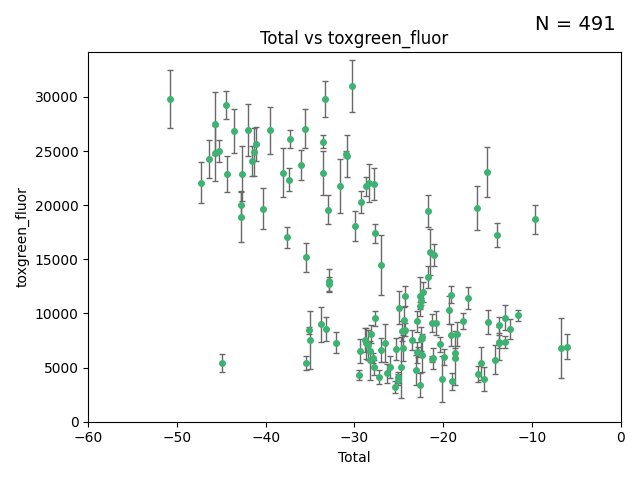 N = 491
Total vs toxgreen_fluor
toxgreen_fluor
30000
25000
20000
15000
10000
5000
0
−60 −50 −40 −30 −20 −10 0
Total